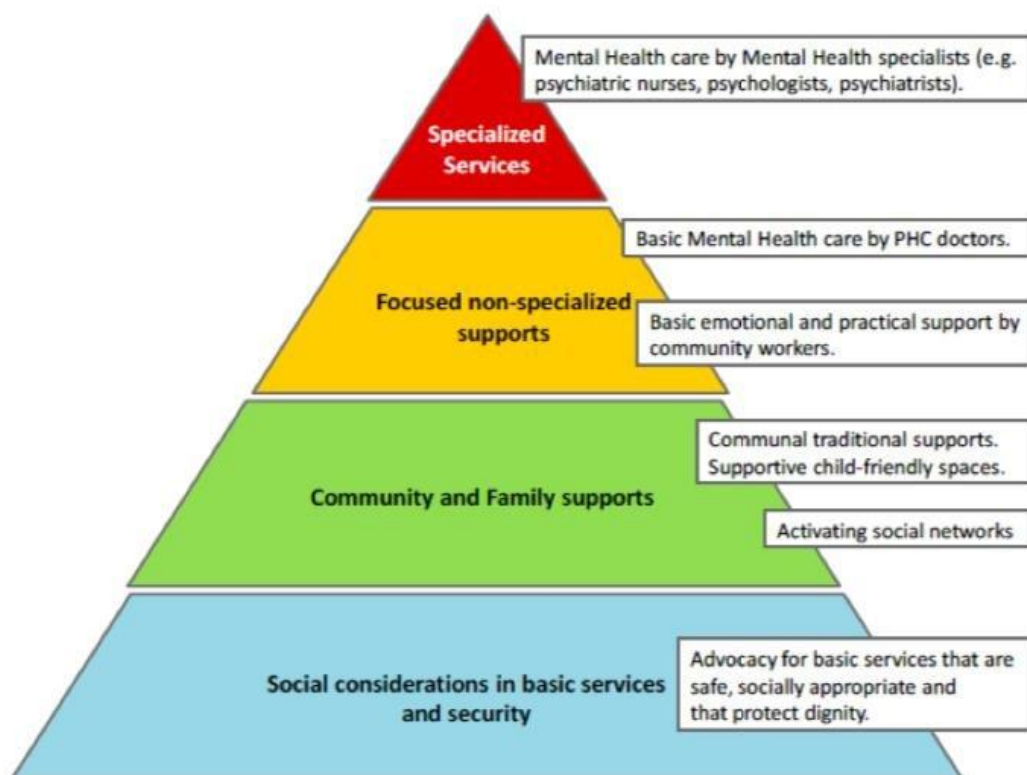 Mental Health care by Mental Health specialists (e.g.
psychiatric nurses, psychologists, psychiatrists).
Specialized
Services
Basic Mental Health care by PHC doctors.
Focused non-specialized
supports
Basic emotional and practical support by
community workers.
Communal traditional supports.
Supportive child-friendly spaces.
Community and Family supports
Activating social networks
Social considerations in basic services
and security
Advocacy for basic services that are
safe, socially appropriate and
that protect dignity.